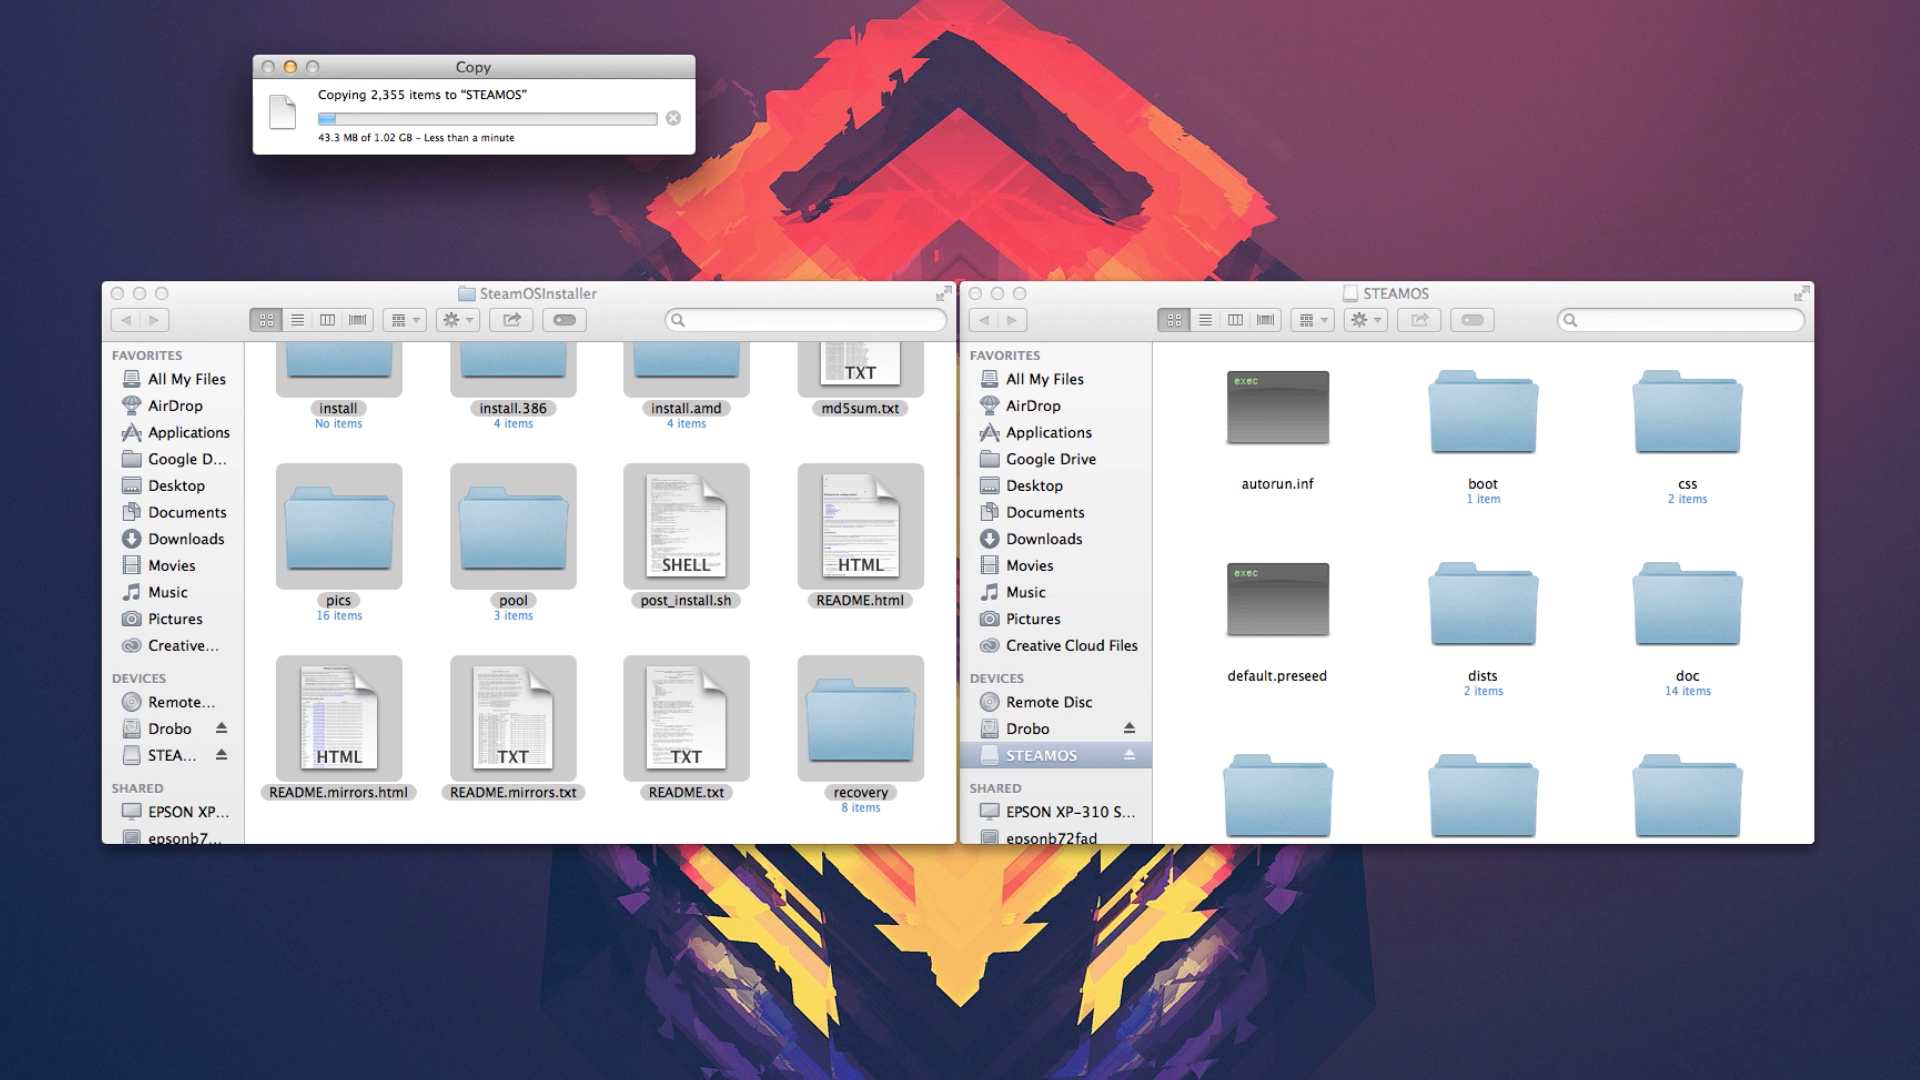 Copy
Copying 2,355 items to "STEAMOS"
43.3 MB of 1.02 GB – Less than a minute
SteamOSInstaller
FAVORITES
All My Files
AirDrop
Applications
Google D...
Desktop
Documents
Downloads
Movies
Music
Pictures
Creative...
DEVICES
Remote...
Drobo
STEA...
SHARED
EPSON XP...
epsonb7...
TXT
install
No items
install.386
4 items
install.amd
4 items
md5sum.txt
SHELL
HTML
pics
16 items
pool
3 items
post_install.sh
README.html
HTML
TXT
TXT
README.mirrors.html
README.mirrors.txt
README.txt
recovery
8 items
STEAMOS
FAVORITES
All My Files
AirDrop
Applications
Google Drive
Desktop
Documents
Downloads
Movies
Music
Pictures
Creative Cloud Files
DEVICES
Remote Disc
Drobo
STEAMOS
SHARED
EPSON XP-310 S...
epsonb72fad
exec
autorun.inf
boot
1 item
css
2 items
exec
default.preseed
dists
2 items
doc
14 items